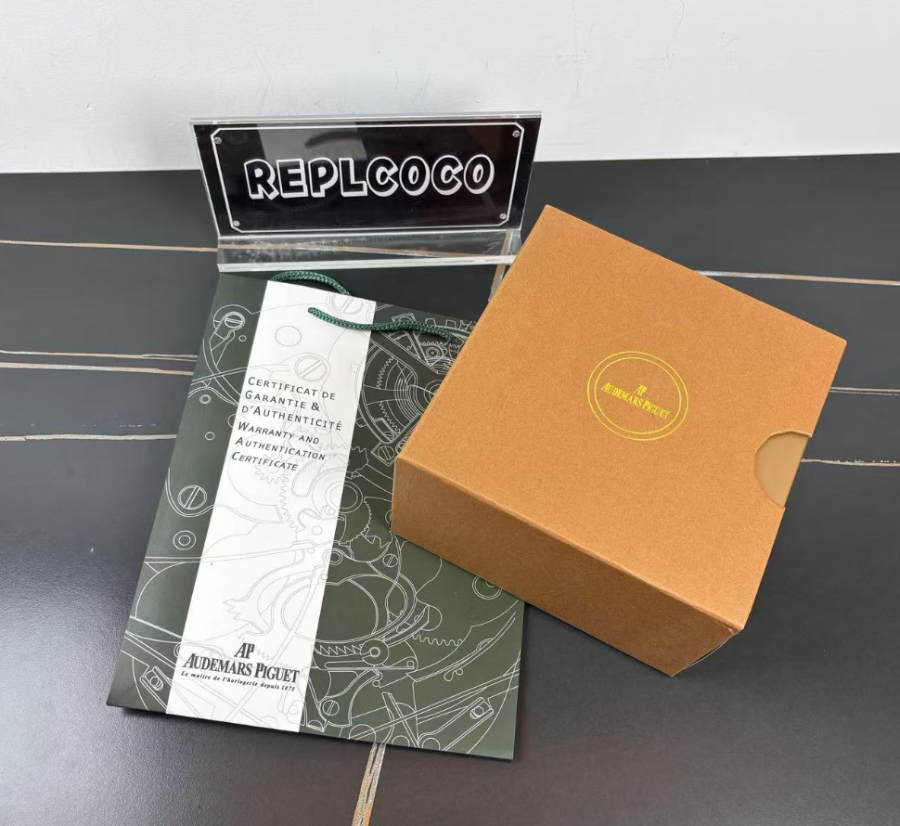 REPLCOCO
CERTIFICAT DE
GARANTIE &
D'AUTHENTICITÉ
WARRANTY AND
AUTHENTICATION
CERTIFICATE
AP
AUDEMARS PIGUET
Le maître de l'horlogerie depuis 1875
AP
AUDEMARS PIGUET